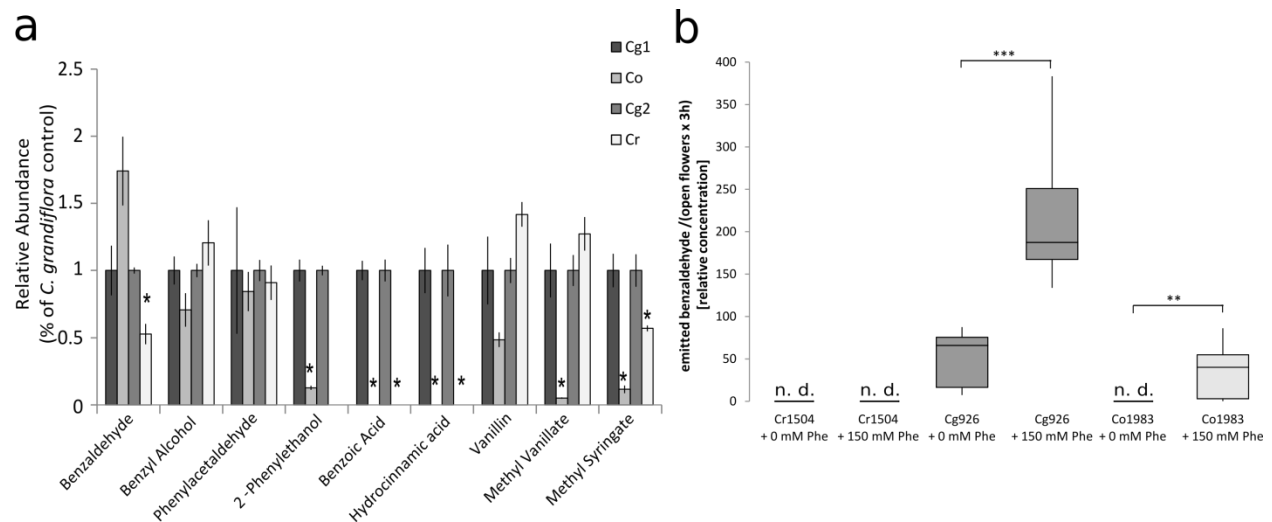 a
Cg1
Co
Cg2
Cr
Relative Abundance
(% of C. grandiflora control)
2.5
2
1.5
1
0.5
0
*
*
*
*
*
*
*
*
*
Benzaldehyde
Benzyl Alcohol
Phenylacetaldehyde
2 -Phenylethanol
Benzoic Acid
Hydrocinnamic acid
Vanillin
Methyl Vanillate
Methyl Syringate
b
emitted benzaldehyde /(open flowers x 3h)
[relative concentration]
400
350
300
250
200
150
100
50
0
***
**
n. d.
n. d.
n. d.
Cr1504
+ 0 mM Phe
Cr1504
+ 150 mM Phe
Cg926
+ 0 mM Phe
Cg926
+ 150 mM Phe
Co1983
+ 0 mM Phe
Co1983
+ 150 mM Phe